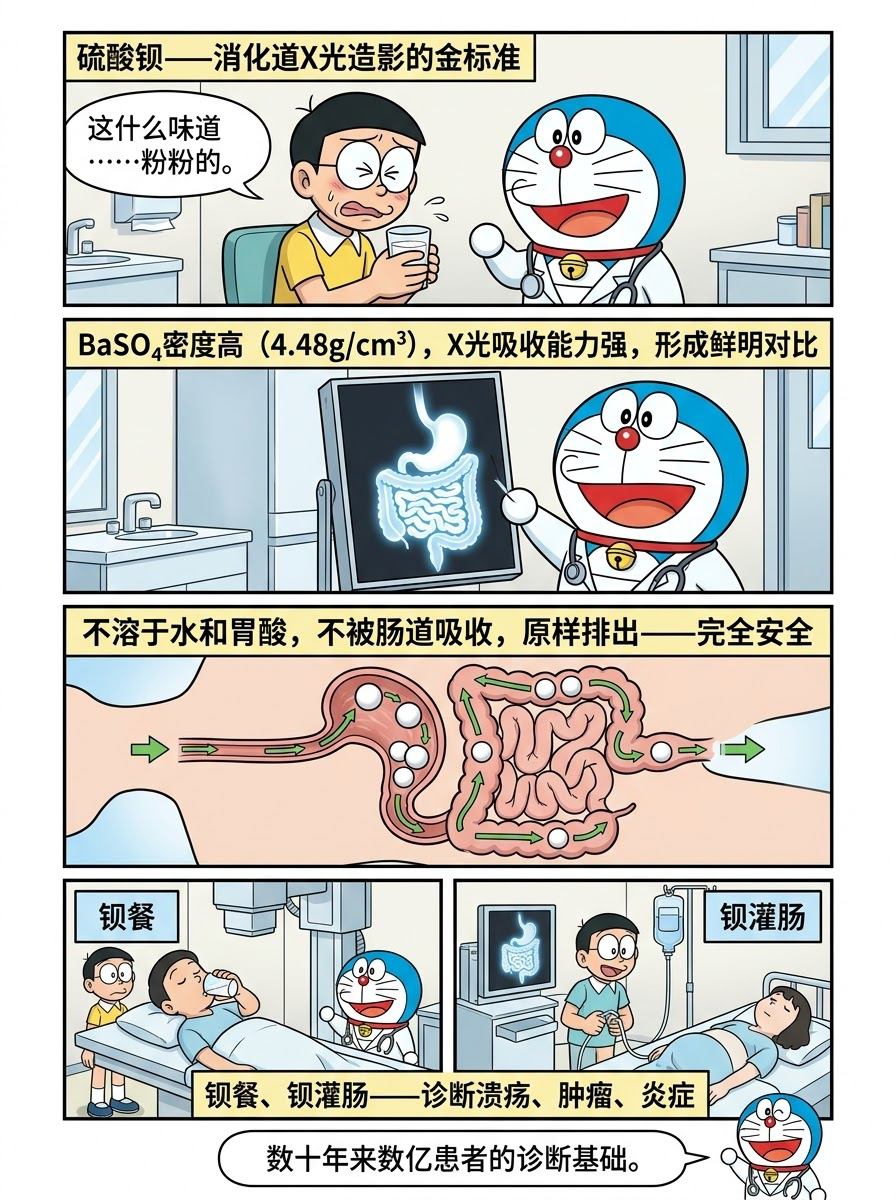 硫酸钡——消化道X光造影的金标准
这什么味道
……粉粉的。
BaSO₄密度高（4.48g/cm³），X光吸收能力强，形成鲜明对比
不溶于水和胃酸，不被肠道吸收，原样排出——完全安全
钡餐
钡灌肠
钡餐、钡灌肠——诊断溃疡、肿瘤、炎症
数十年来数亿患者的诊断基础。